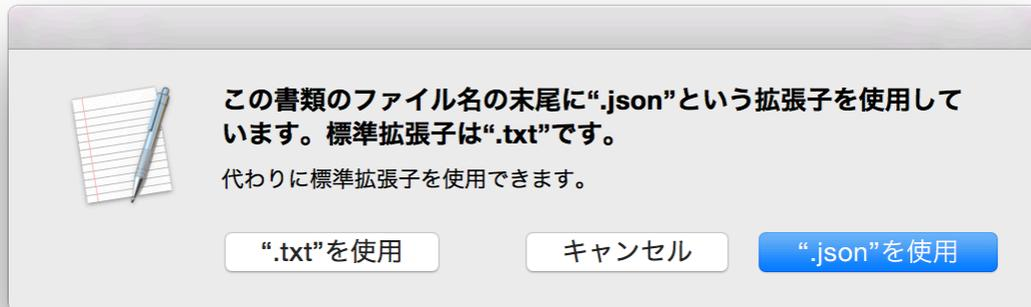 この書類のファイル名の末尾に“.json”という拡張子を使用して
います。標準拡張子は“.txt”です。
代わりに標準拡張子を使用できます。
“.txt”を使用
キャンセル
“.json”を使用